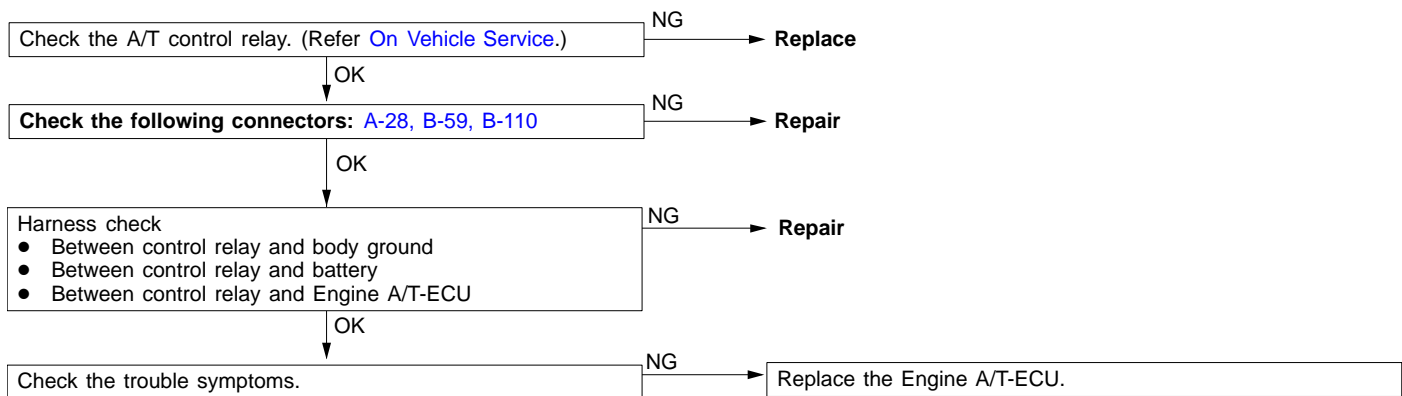 Check the A/T control relay. (Refer On Vehicle Service.)
NG
Replace
OK
Check the following connectors: A-28, B-59, B-110
NG
Repair
OK
Harness check
● Between control relay and body ground
● Between control relay and battery
● Between control relay and Engine A/T-ECU
NG
Repair
OK
Check the trouble symptoms.
NG
Replace the Engine A/T-ECU.